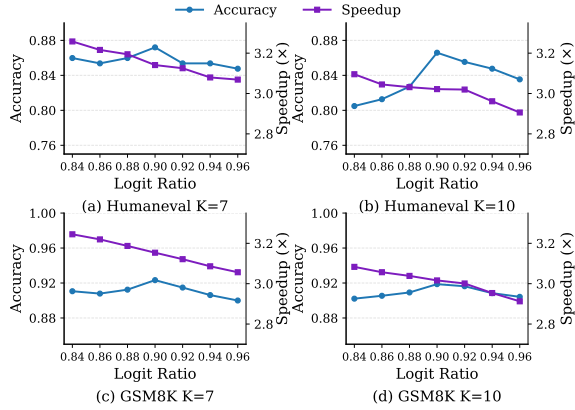 Accuracy Speedup
0.88
0.84
0.80
0.76
Accuracy
3.2
3.0
2.8
Speedup (×)
0.84 0.86 0.88 0.90 0.92 0.94 0.96
Logit Ratio
(a) Humaneval K=7
0.88
0.84
0.80
0.76
Accuracy
3.2
3.0
2.8
Speedup (×)
0.84 0.86 0.88 0.90 0.92 0.94 0.96
Logit Ratio
(b) Humaneval K=10
1.00
0.96
0.92
0.88
Accuracy
3.2
3.0
2.8
Speedup (×)
0.84 0.86 0.88 0.90 0.92 0.94 0.96
Logit Ratio
(c) GSM8K K=7
1.00
0.96
0.92
0.88
Accuracy
3.2
3.0
2.8
Speedup (×)
0.84 0.86 0.88 0.90 0.92 0.94 0.96
Logit Ratio
(d) GSM8K K=10